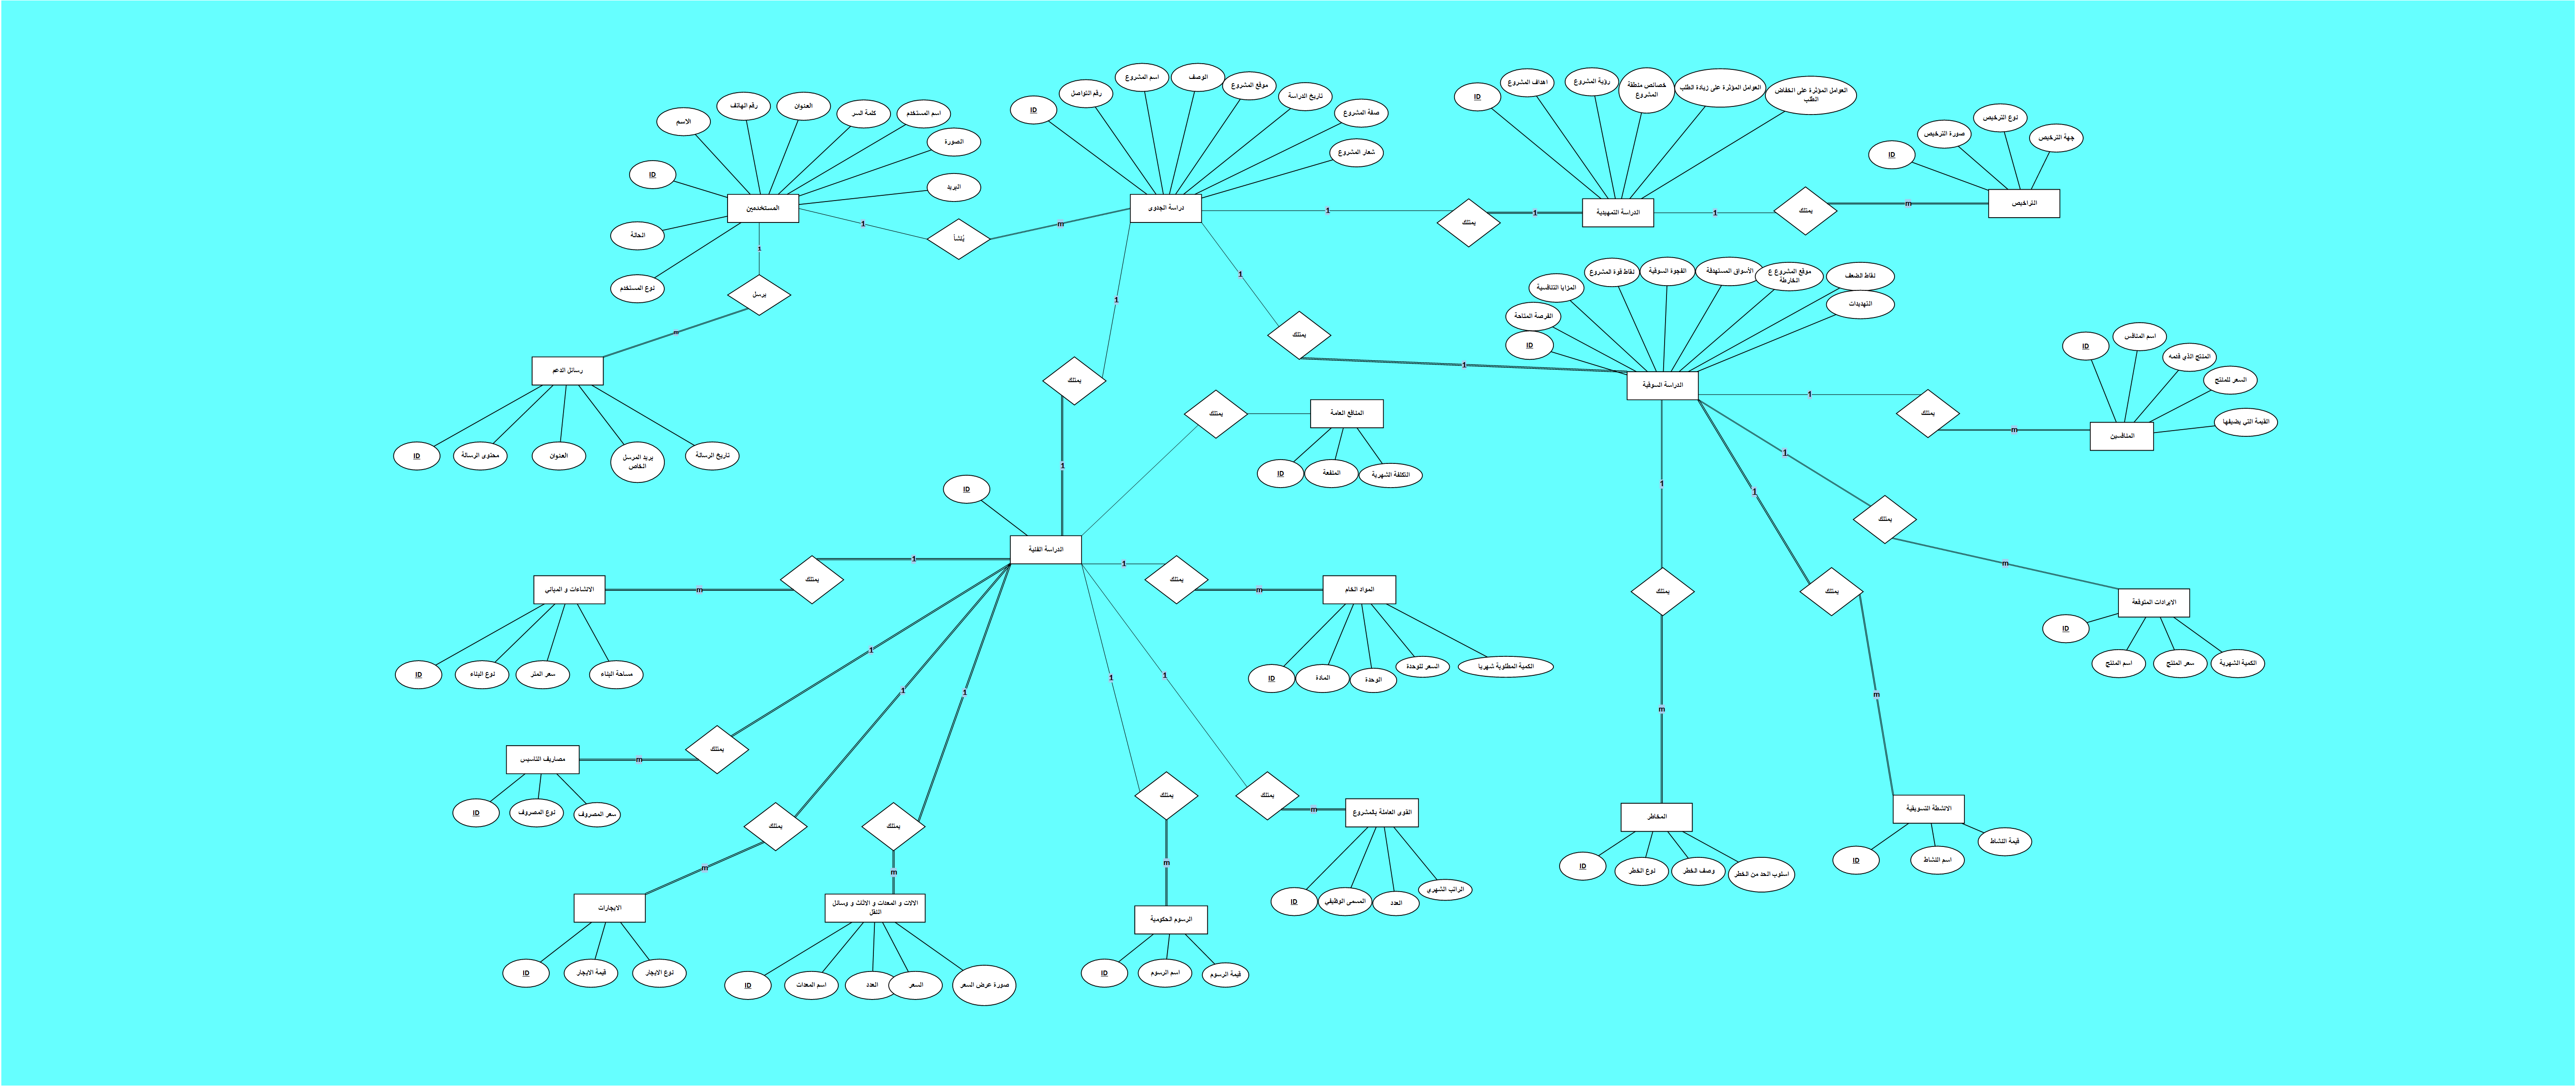 ID
الاسم
رقم الهاتف
العنوان
كلمة السر
اسم المستخدم
الصورة
البريد
الحالة
نوع المستخدم
المستخدمين
1
يُنشأ
m
1
يرسل
m
رسائل الدعم
ID
محتوى الرسالة
العنوان
بريد المرسل
الخاص
تاريخ الرسالة
ID
رقم التواصل
اسم المشروع
الوصف
موقع المشروع
تاريخ الدراسة
صفة المشروع
شعار المشروع
دراسة الجدوى
1
يمتلك
1
1
يمتلك
1
1
يمتلك
1
ID
اهداف المشروع
رؤية المشروع
خصائص منطقة
المشروع
العوامل المؤثرة على زيادة الطلب
العوامل المؤثرة على انخفاض
الطلب
الدراسة التمهيدية
1
يمتلك
m
ID
صورة الترخيص
نوع الترخيص
جهة الترخيص
التراخيص
ID
الفرصة المتاحة
المزايا التنافسية
نقاط قوة المشروع
الفجوة السوقية
الأسواق المستهدفة
موقع المشروع ع
الخارطة
نقاط الضعف
التهديدات
الدراسة السوقية
1
يمتلك
m
ID
اسم المنافس
المنتج الذي قدمه
السعر للمنتج
القيمة التي يضيفها
المنافسين
1
يمتلك
m
الايرادات المتوقعة
ID
اسم المنتج
سعر المنتج
الكمية الشهرية
1
يمتلك
m
الانشطة التسويقية
ID
اسم النشاط
قيمة النشاط
1
يمتلك
m
المخاطر
ID
نوع الخطر
وصف الخطر
اسلوب الحد من الخطر
ID
الدراسة الفنية
يمتلك
المنافع العامة
ID
المنفعة
التكلفة الشهرية
1
يمتلك
m
المواد الخام
ID
المادة
الوحدة
السعر للوحدة
الكمية المطلوبة شهريا
1
يمتلك
m
الانشاءات و المباني
ID
نوع البناء
سعر المتر
مساحة البناء
1
يمتلك
m
مصاريف التاسيس
ID
نوع المصروف
سعر المصروف
1
يمتلك
m
الايجارات
ID
قيمة الايجار
نوع الايجار
1
يمتلك
m
الالات و المعدات و الاثاث و وسائل
النقل
ID
اسم المعدات
العدد
السعر
صورة عرض السعر
1
يمتلك
m
الرسوم الحكومية
ID
اسم الرسوم
قيمة الرسوم
1
يمتلك
m
القوى العاملة بالمشروع
ID
المسمى الوظيفي
العدد
الراتب الشهري